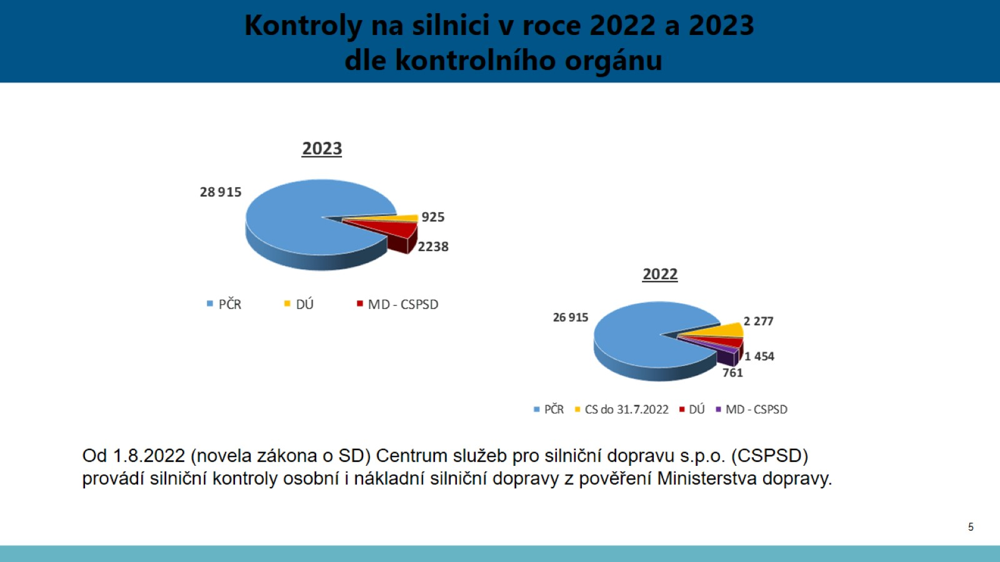 Kontroly na silnici v roce 2022 a 2023
dle kontrolního orgánu
2023
28 915
925
2238
PČR DÚ MD - CSPSD
2022
26 915
2 277
1 454
761
PČR CS do 31.7.2022 DÚ MD - CSPSD
Od 1.8.2022 (novela zákona o SD) Centrum služeb pro silniční dopravu s.p.o. (CSPSD)
provádí silniční kontroly osobní i nákladní silniční dopravy z pověření Ministerstva dopravy.
5